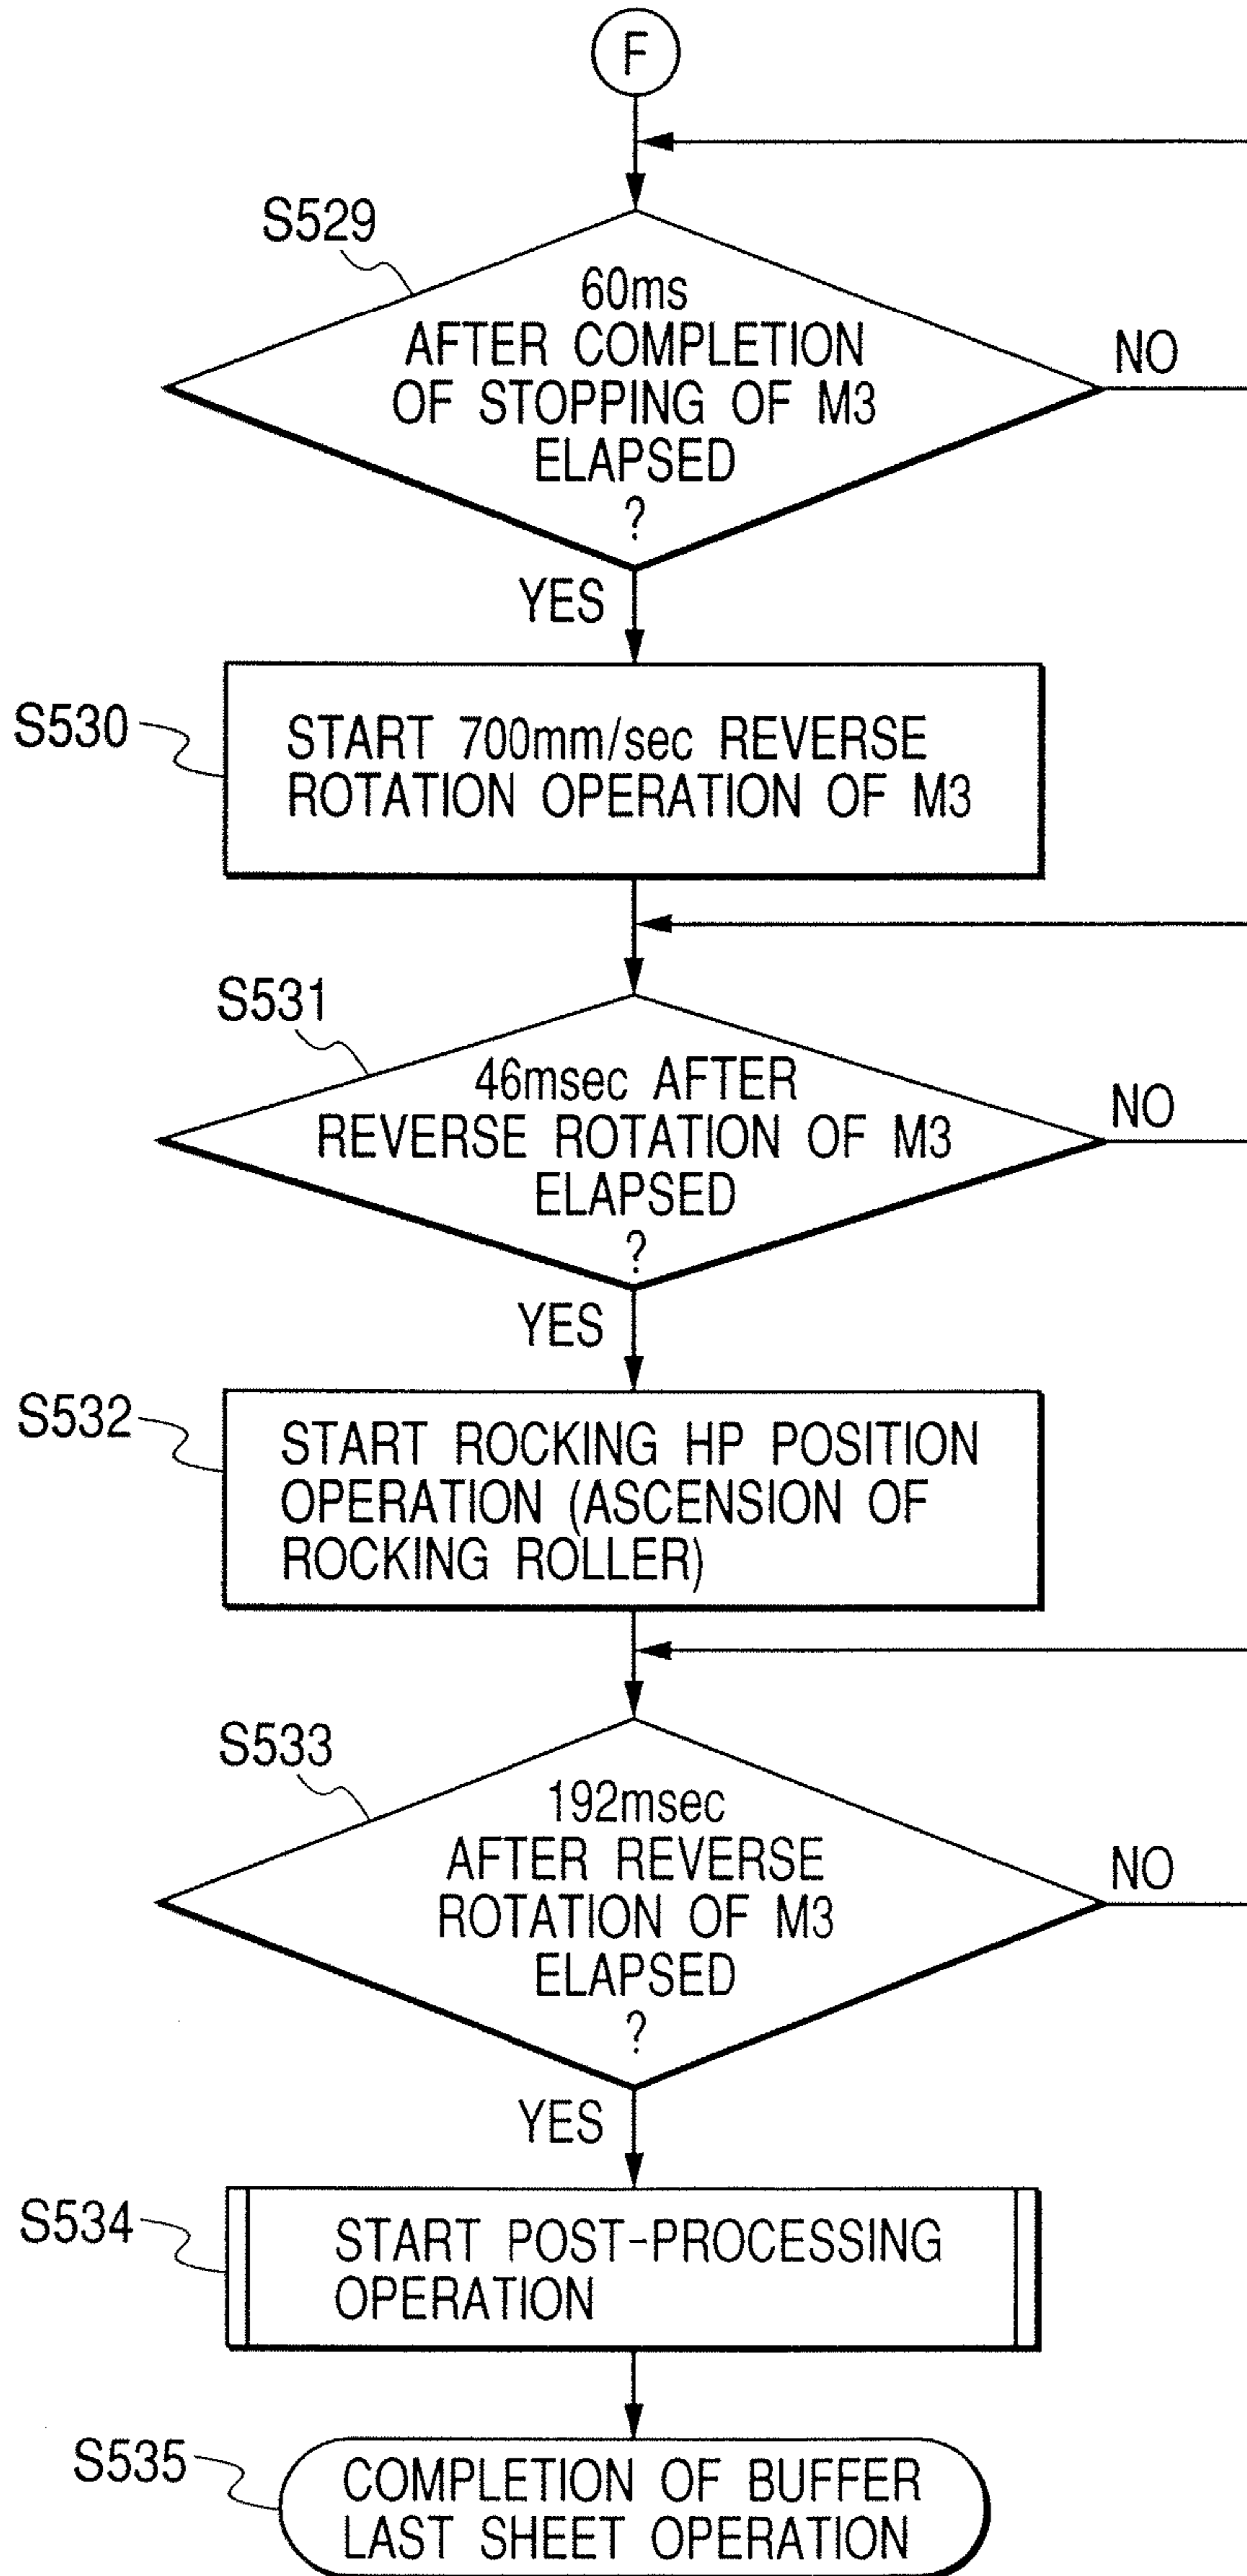 F
S529
60ms
AFTER COMPLETION
OF STOPPING OF M3
ELAPSED
?
NO
YES
S530
START 700mm/sec REVERSE
ROTATION OPERATION OF M3
S531
46msec AFTER
REVERSE ROTATION OF M3
ELAPSED
?
NO
YES
S532
START ROCKING HP POSITION
OPERATION (ASCENSION OF
ROCKING ROLLER)
S533
192msec
AFTER REVERSE
ROTATION OF M3
ELAPSED
?
NO
YES
S534
START POST-PROCESSING
OPERATION
S535
COMPLETION OF BUFFER
LAST SHEET OPERATION